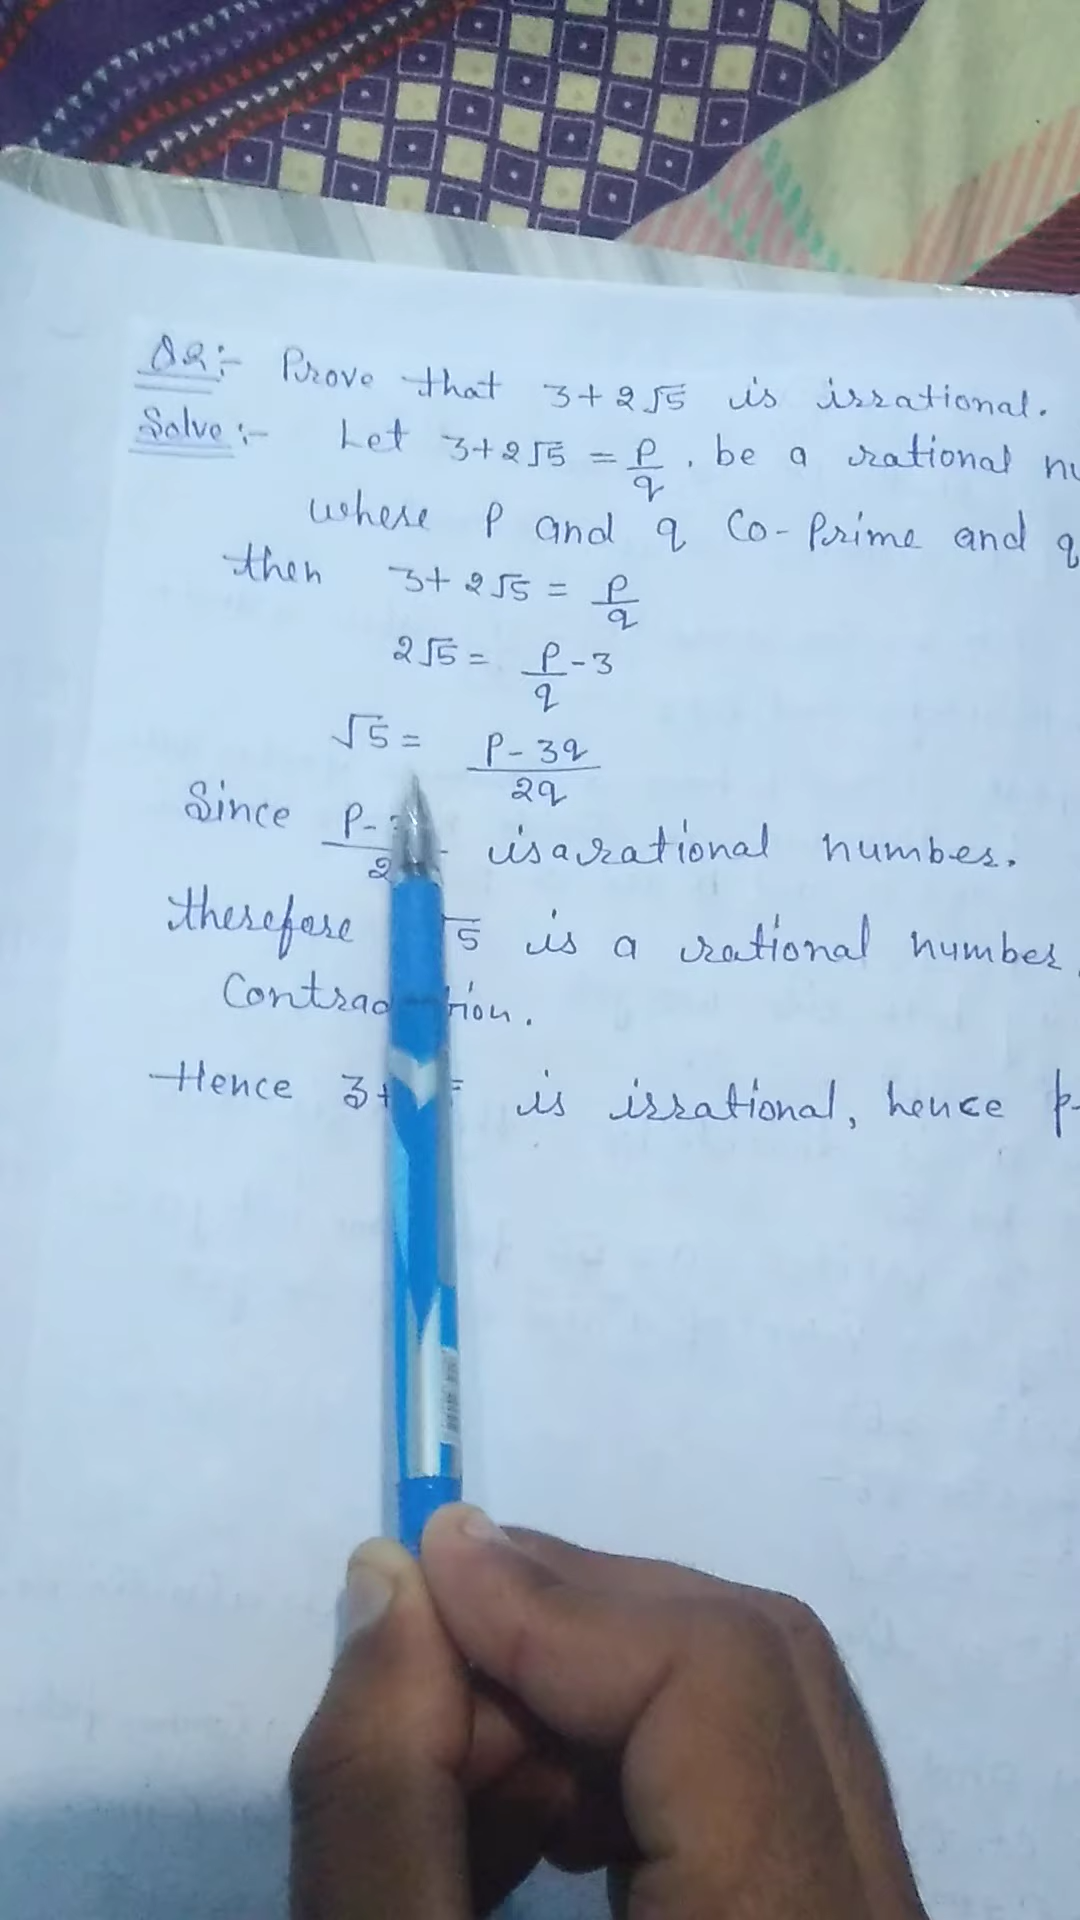 Q2:- Prove that 3+2√5 is irrational.
Solve:- Let 3+2√5 = p/q, be a rational
where p and q Co-Prime and q
then 3+2√5 = p/q
2√5 = p/q - 3
√5 = p-3q/2q
Since p- 2 is a rational number.
therefore √5 is a rational number.
Contrad tion.
Hence 3+ is irrational, hence